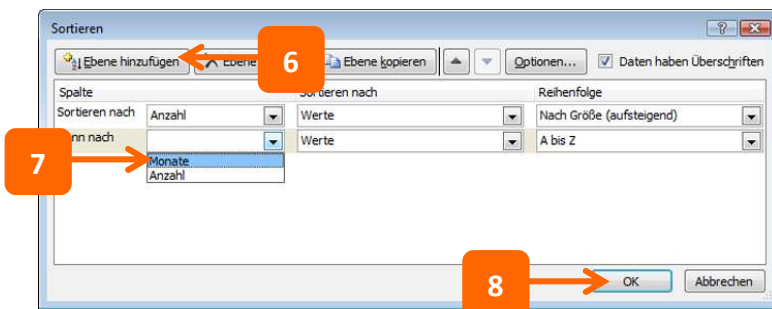 Sortieren
Ebene hinzufügen 6 Ebene Ebene kopieren Optionen... Daten haben Überschriften
Spalte Sortieren nach Reihenfolge
Sortieren nach Anzahl Werte Nach Größe (aufsteigend)
nach Werte A bis Z
7 Monate
Anzahl
8 OK Abbrechen